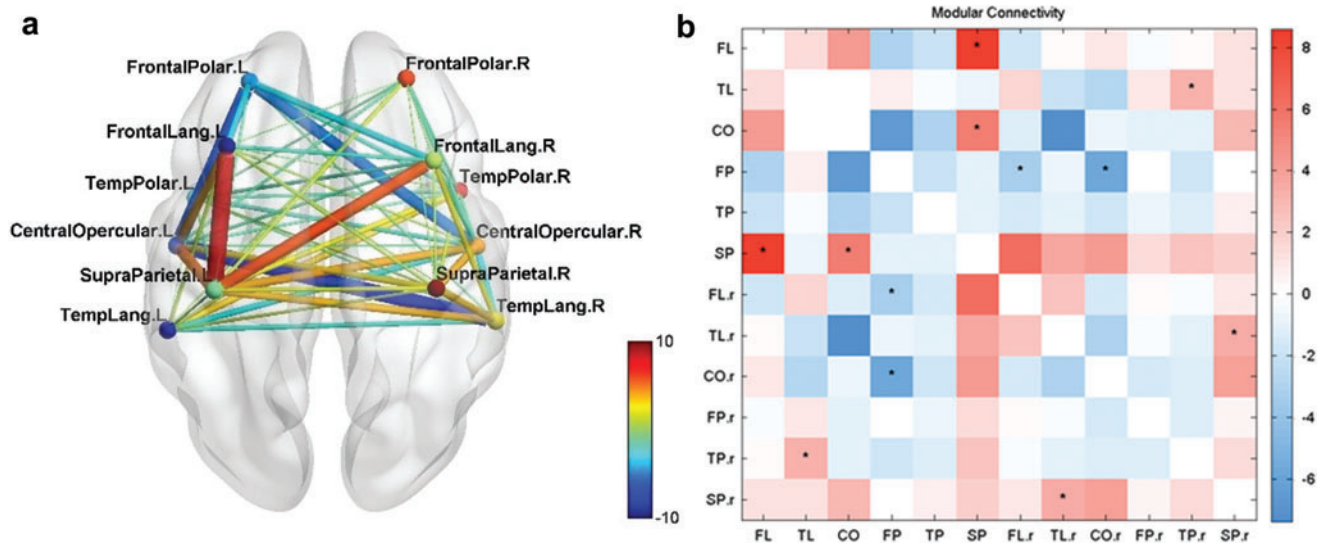 a
FrontalPolar.L
FrontalPolar.R
FrontalLang.L
FrontalLang.R
TempPolar.L
TempPolar.R
CentralOpercular.L
CentralOpercular.R
SupraParietal.L
SupraParietal.R
TempLang.L
TempLang.R
10
-10
b
Modular Connectivity
FL
TL
CO
FP
TP
SP
FL.r
TL.r
CO.r
FP.r
TP.r
SP.r
FL TL CO FP TP SP FL.r TL.r CO.r FP.r TP.r SP.r
8
6
4
2
0
-2
-4
-6
* 
*
*
* *
* *
*
*
*
*
*